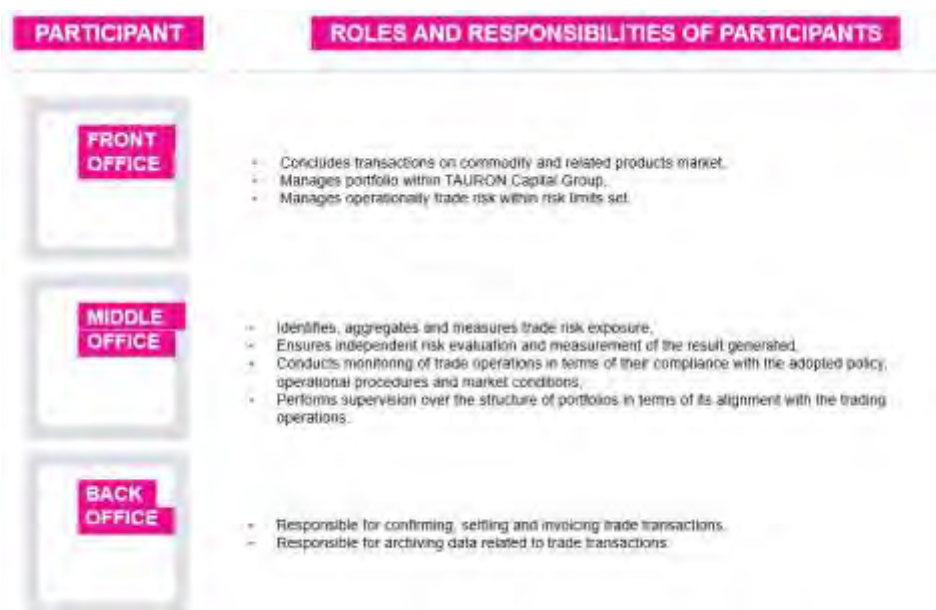 PARTICIPANT
ROLES AND RESPONSIBILITIES OF PARTICIPANTS
FRONT
OFFICE
- Concludes transactions on commodity and related products market,
- Manages portfolio within TAURON Capital Group,
- Manages operationally trade risk within risk limits set.
MIDDLE
OFFICE
- Identifies, aggregates and measures trade risk exposure,
- Ensures independent risk evaluation and measurement of the result generated,
- Conducts monitoring of trade operations in terms of their compliance with the adopted policy,
operational procedures and market conditions,
- Performs supervision over the structure of portfolios in terms of its alignment with the trading
operations.
BACK
OFFICE
- Responsible for confirming, settling and invoicing trade transactions.
- Responsible for archiving data related to trade transactions.